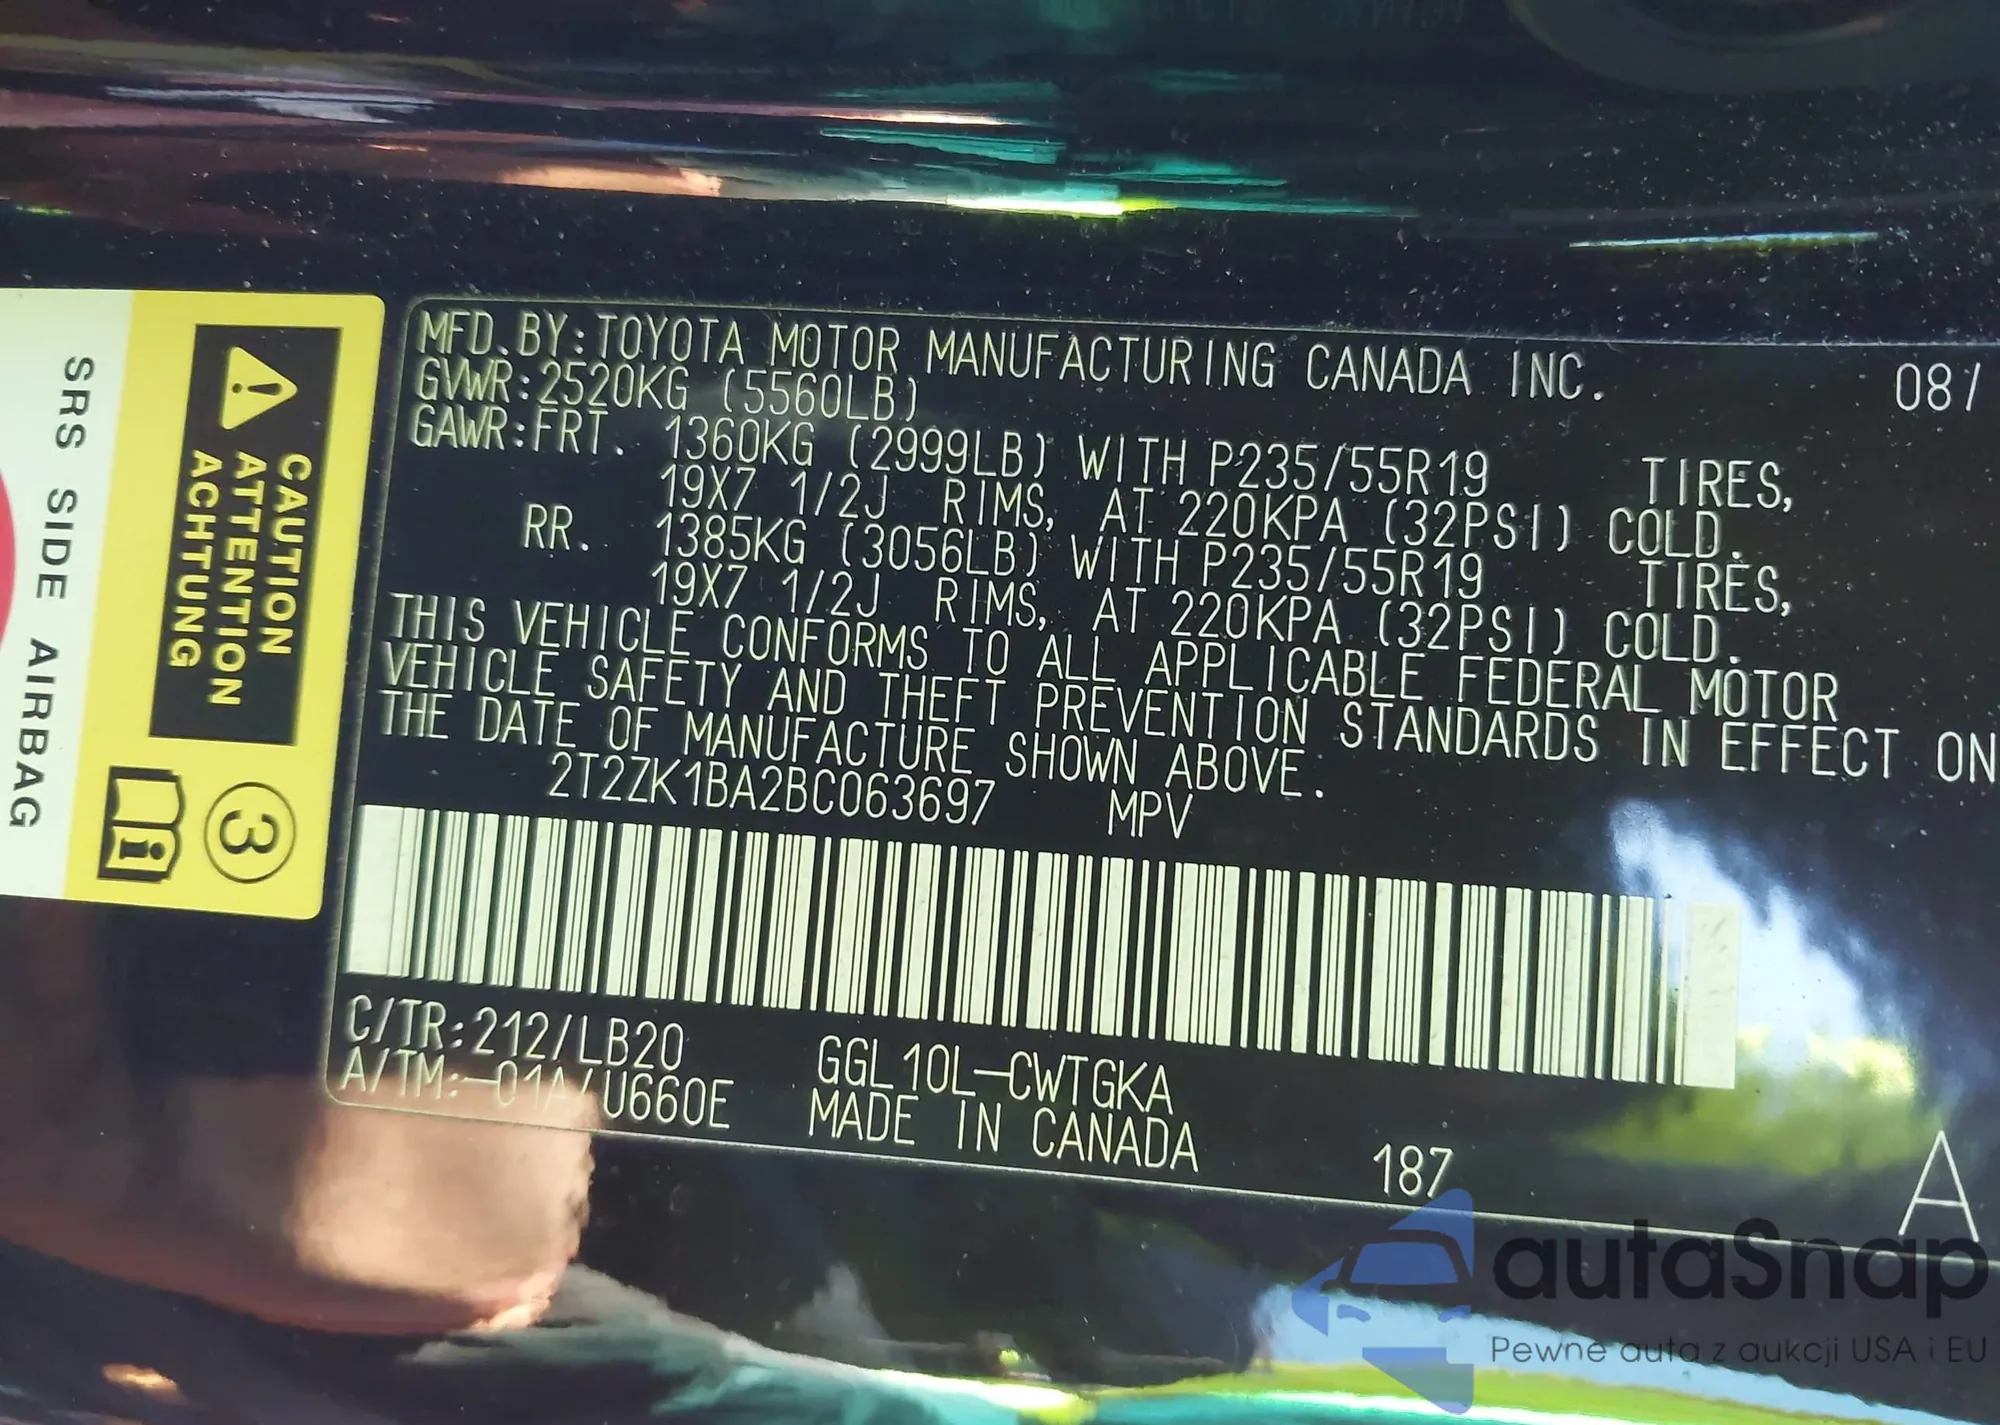 MFD.BY:TOYOTA MOTOR MANUFACTURING CANADA INC. 08/
GVWR:2520KG (5560LB)
GAWR:FRT. 1360KG (2999LB) WITH P235/55R19 TIRES,
19X7 1/2J RIMS, AT 220KPA (32PSI) COLD.
RR. 1385KG (3056LB) WITH P235/55R19 TIRES,
19X7 1/2J RIMS, AT 220KPA (32PSI) COLD.
THIS VEHICLE CONFORMS TO ALL APPLICABLE FEDERAL MOTOR
VEHICLE SAFETY AND THEFT PREVENTION STANDARDS IN EFFECT ON
THE DATE OF MANUFACTURE SHOWN ABOVE.
2T2ZK1BA2BC063697 MPV
C/TR:212/LB20 GGL10L-CWTGKA
A/TM:-01A/U660E MADE IN CANADA
187
A
CAUTION
ATTENTION
ACHTUNG
3
i
SRS SIDE AIRBAG
autaSnap
Pewne auta z aukcji USA i EU